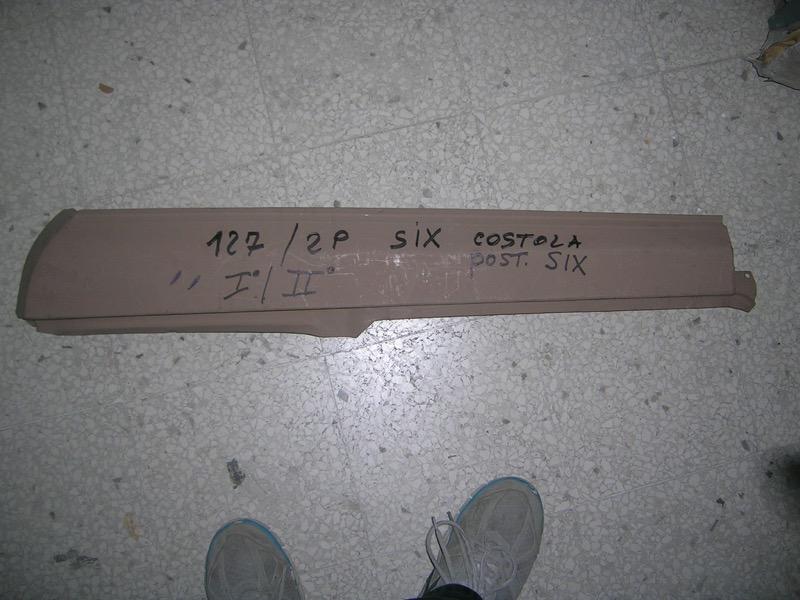 127 / 2P SiX COSTOLA
POST. SIX
" I° / II°